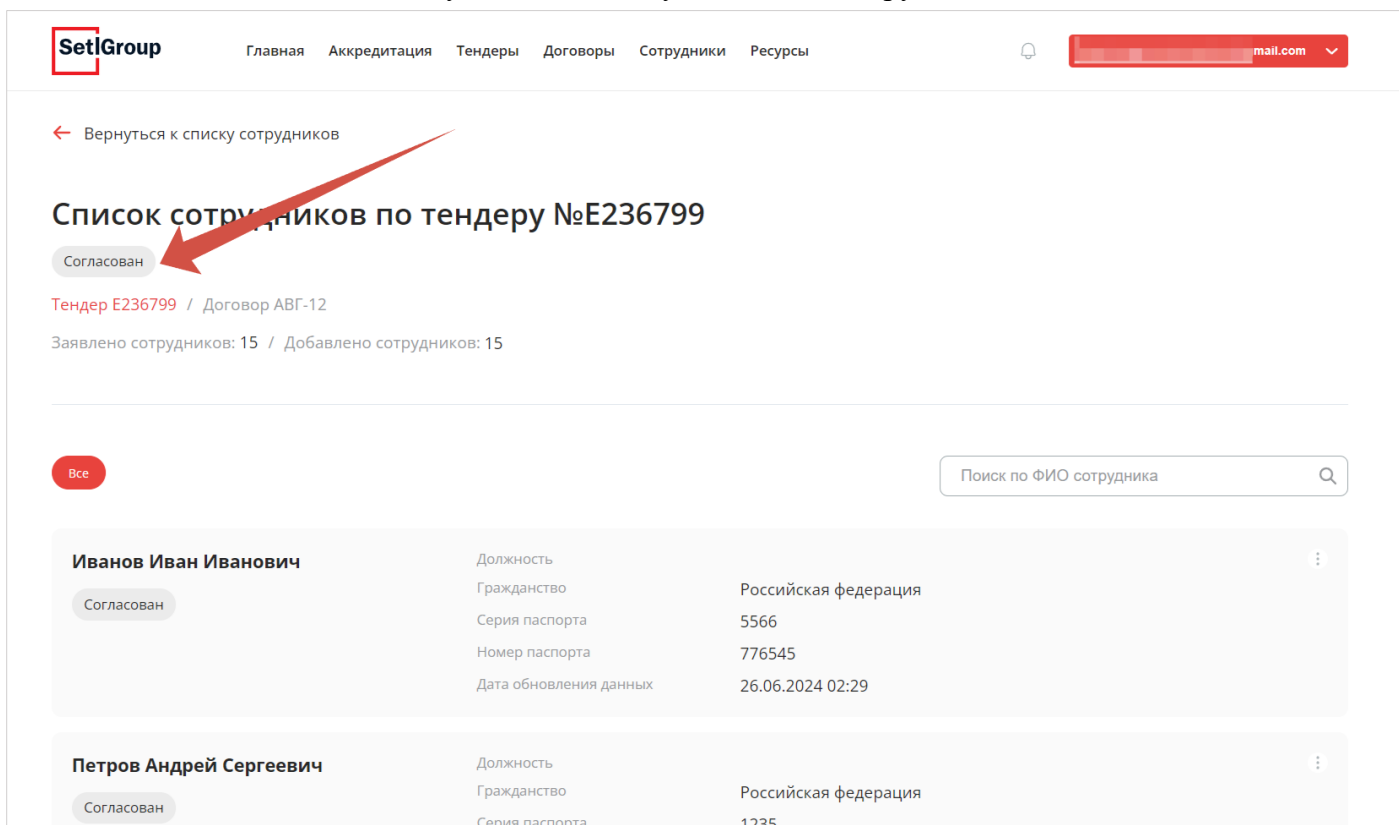 SetlGroup
Главная Аккредитация Тендеры Договоры Сотрудники Ресурсы
mail.com
Вернуться к списку сотрудников
Список сотрудников по тендеру №E236799
Согласован
Тендер E236799 / Договор АВГ-12
Заявлено сотрудников: 15 / Добавлено сотрудников: 15
Все
Поиск по ФИО сотрудника
Иванов Иван Иванович
Согласован
Должность
Гражданство Российская федерация
Серия паспорта 5566
Номер паспорта 776545
Дата обновления данных 26.06.2024 02:29
Петров Андрей Сергеевич
Согласован
Должность
Гражданство Российская федерация
Серия паспорта 1235